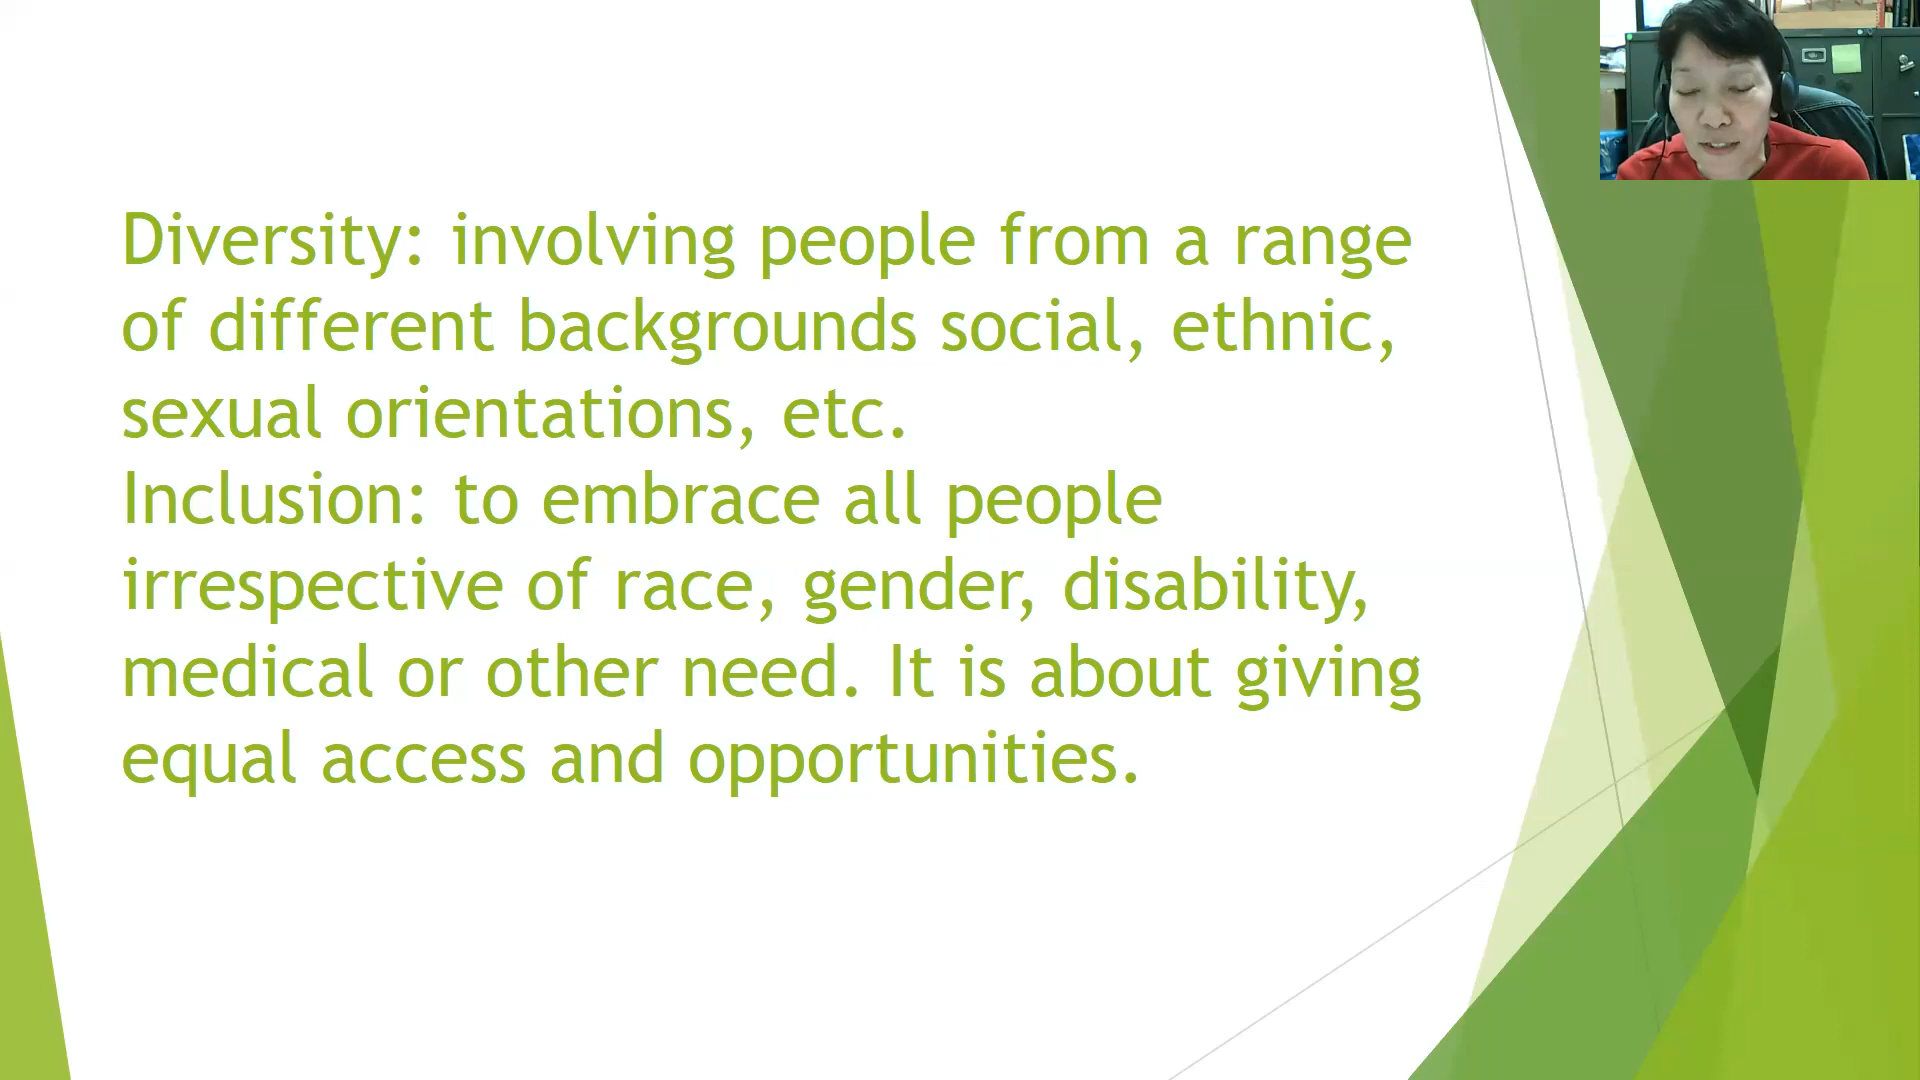 Diversity: involving people from a range
of different backgrounds social, ethnic,
sexual orientations, etc.
Inclusion: to embrace all people
irrespective of race, gender, disability,
medical or other need. It is about giving
equal access and opportunities.